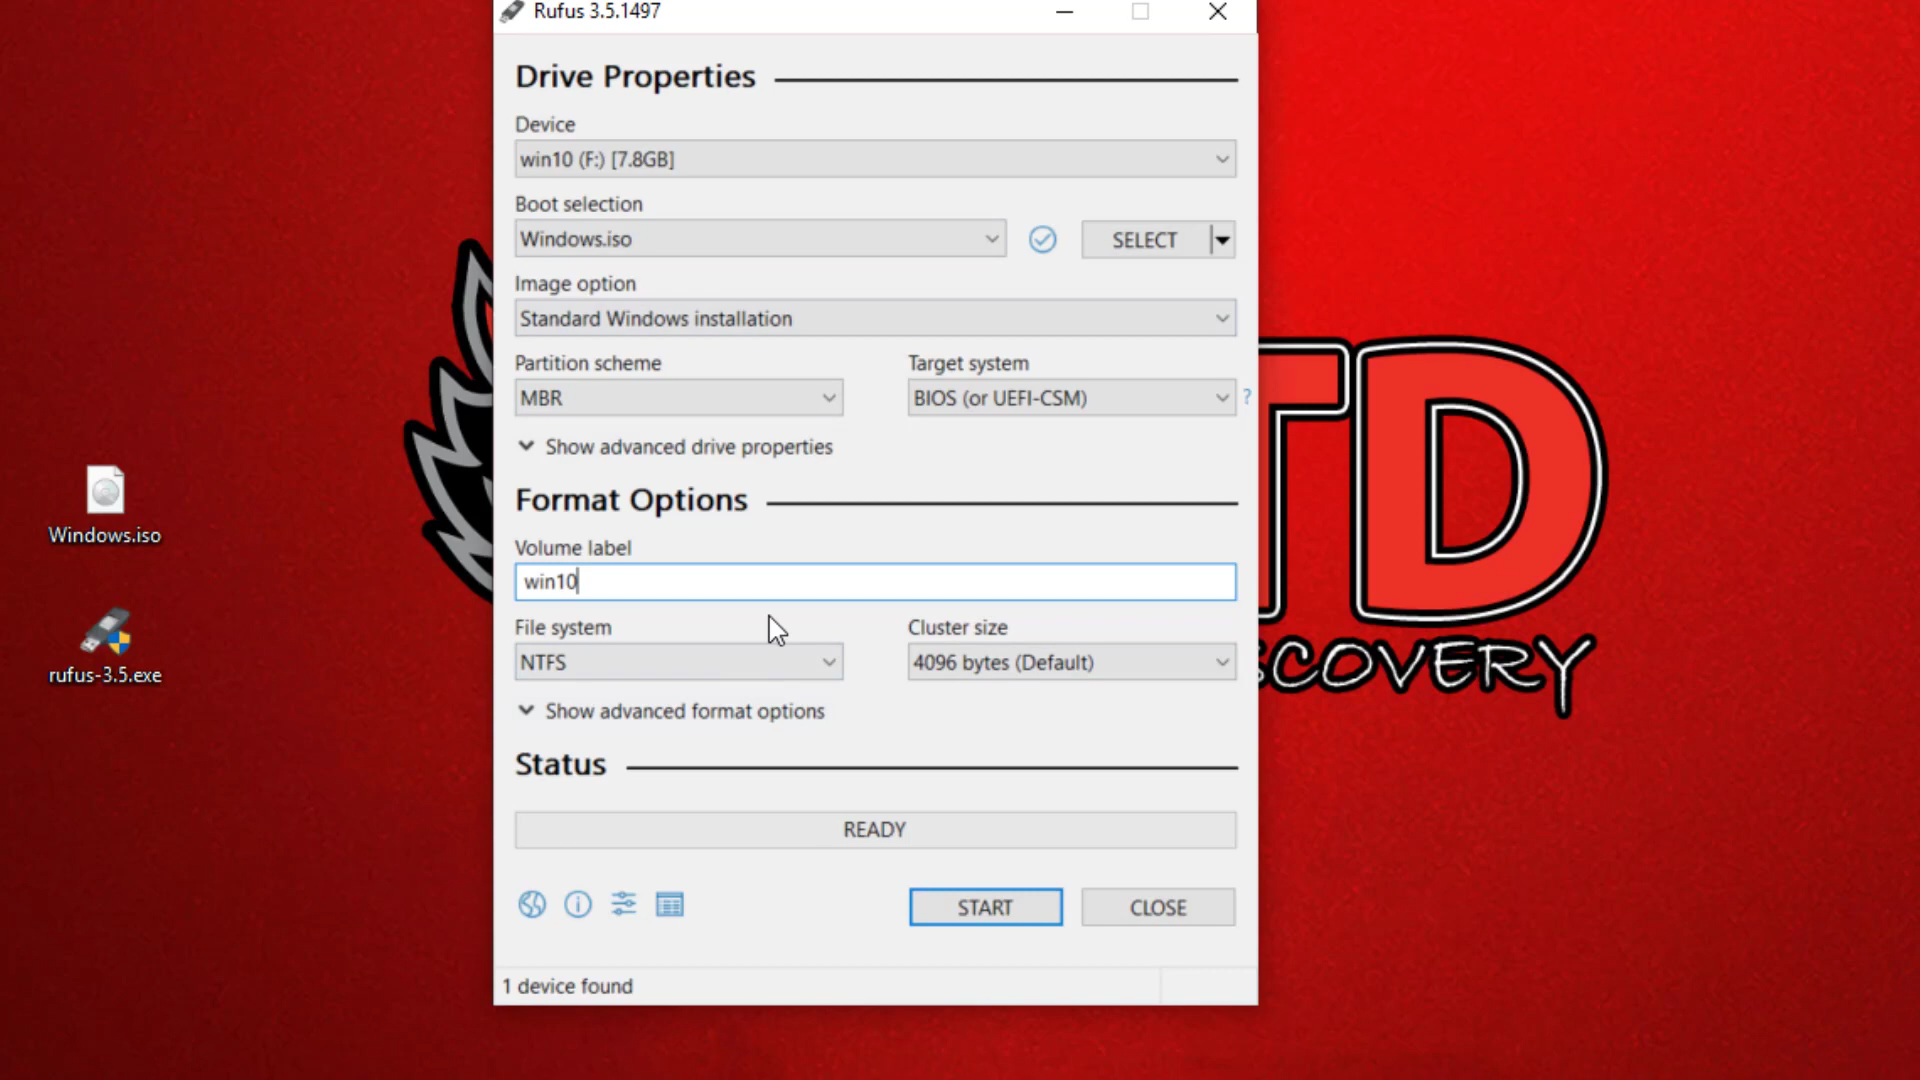 Rufus 3.5.1497
Drive Properties
Device
win10 (F:) [7.8GB]
Boot selection
Windows.iso
SELECT
Image option
Standard Windows installation
Partition scheme
Target system
MBR
BIOS (or UEFI-CSM)
?
Show advanced drive properties
Format Options
Volume label
win10
File system
Cluster size
NTFS
4096 bytes (Default)
Show advanced format options
Status
READY
START
CLOSE
1 device found
Windows.iso
rufus-3.5.exe
TD
SCOVERY